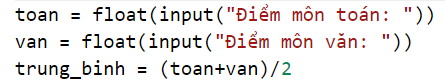 toan = float(input("Điểm môn toán: "))
van = float(input("Điểm môn văn: "))
trung_binh = (toan+van)/2